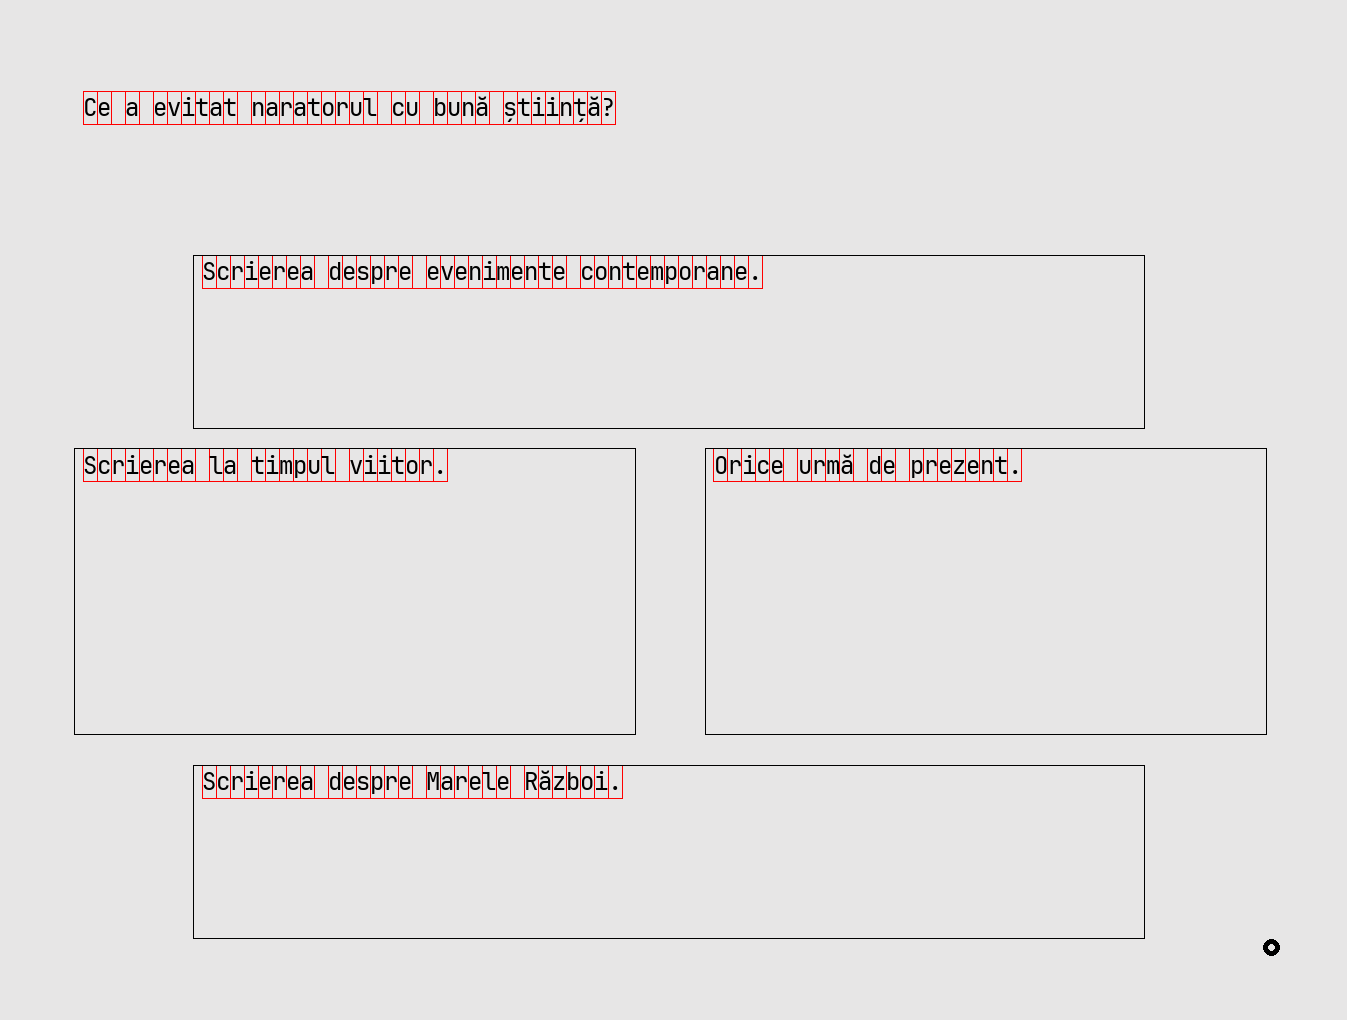 Ce a evitat naratorul cu bună știință?
Scrierea despre evenimente contemporane.
Scrierea la timpul viitor.
Orice urmă de prezent.
Scrierea despre Marele Război.